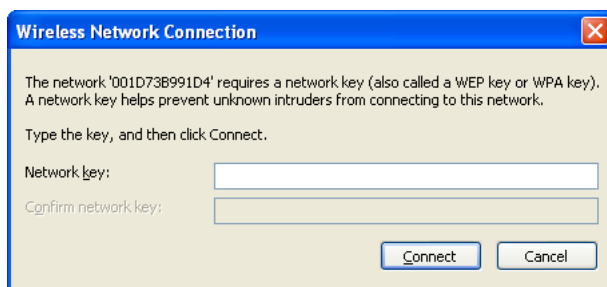 Wireless Network Connection
The network '001D73B991D4' requires a network key (also called a WEP key or WPA key).
A network key helps prevent unknown intruders from connecting to this network.
Type the key, and then click Connect.
Network key:
Confirm network key:
Connect Cancel